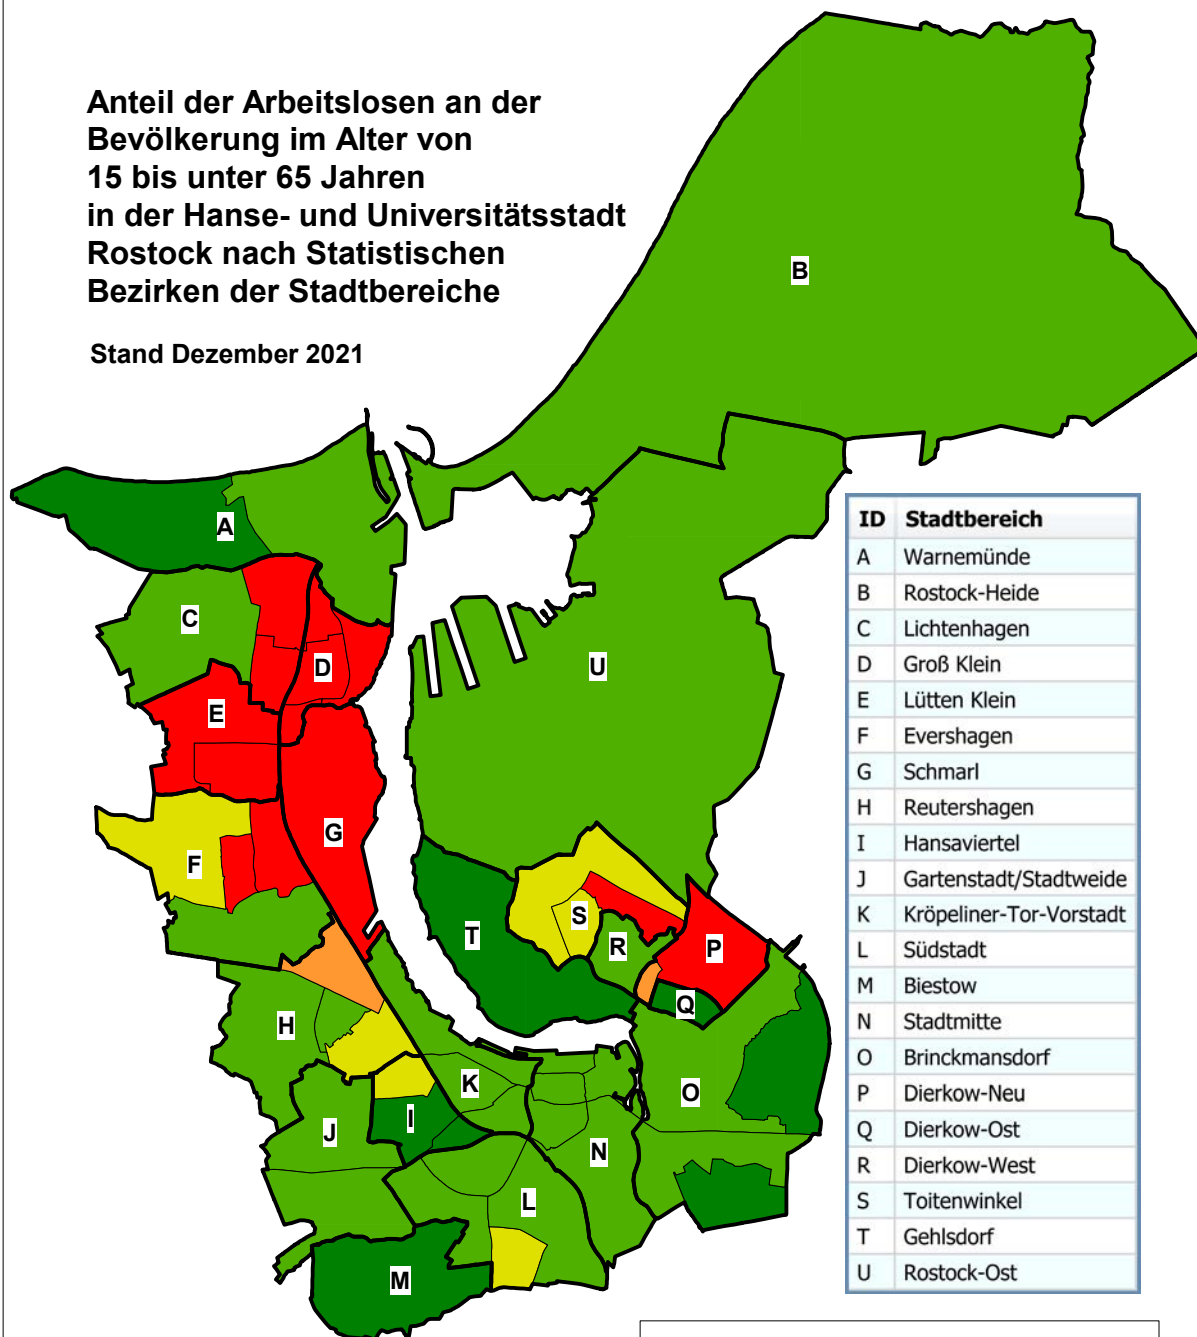 Anteil der Arbeitslosen an der
Bevölkerung im Alter von
15 bis unter 65 Jahren
in der Hanse- und Universitätsstadt
Rostock nach Statistischen
Bezirken der Stadtbereiche
Stand Dezember 2021
B
A
C
D
U
E
G
F
S
T
R
P
Q
H
K
O
I
J
N
L
M
ID Stadtbereich
A Warnemünde
B Rostock-Heide
C Lichtenhagen
D Groß Klein
E Lütten Klein
F Evershagen
G Schmarl
H Reutershagen
I Hansaviertel
J Gartenstadt/Stadtweide
K Kröpeliner-Tor-Vorstadt
L Südstadt
M Biestow
N Stadtmitte
O Brinckmansdorf
P Dierkow-Neu
Q Dierkow-Ost
R Dierkow-West
S Toitenwinkel
T Gehlsdorf
U Rostock-Ost